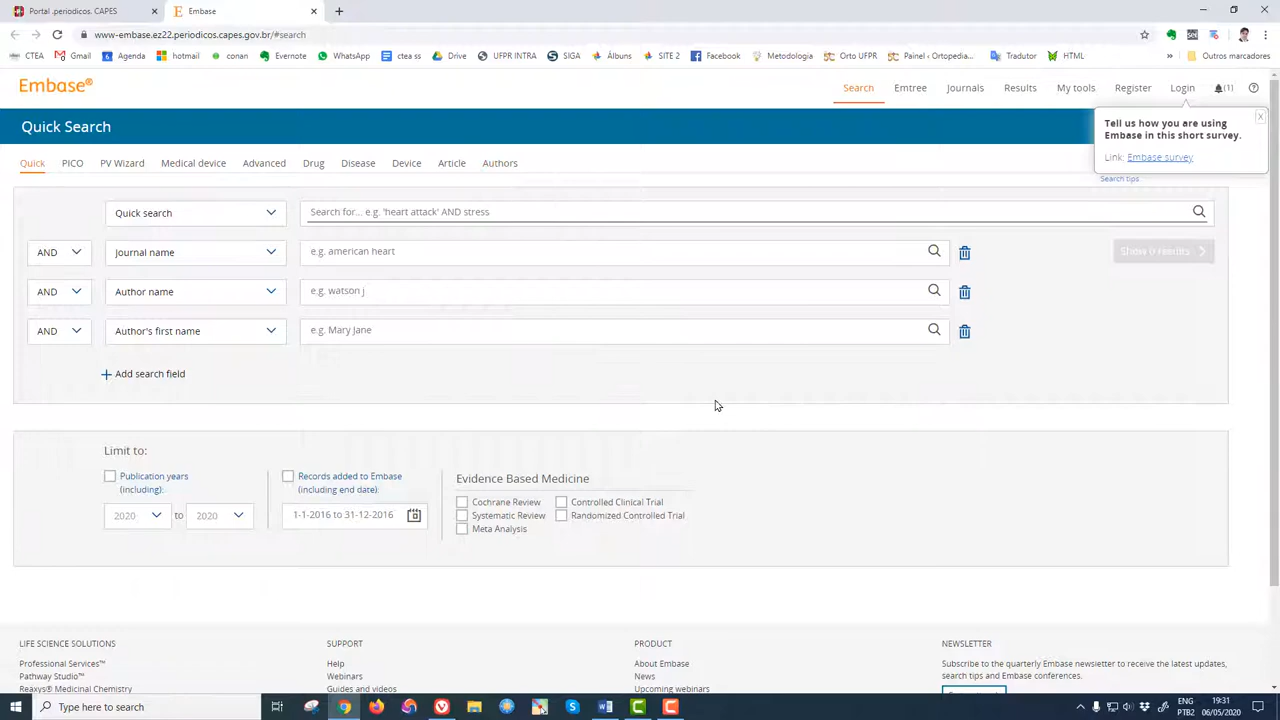 Portal .periodicos. CAPES
Embase
www-embase.ez22.periodicos.capes.gov.br/#search
CTEA Gmail Agenda hotmail conan Evernote WhatsApp ctea ss Drive UFPR INTRA SIGA Álbuns SITE 2 Facebook Metodologia Orto UFPR Painel ‹ Ortopedia... Tradutor HTML » Outros marcadores
Embase®
Search Emtree Journals Results My tools Register Login (1)
Quick Search
Tell us how you are using
Embase in this short survey.
Link: Embase survey
X
Search tips
Quick PICO PV Wizard Medical device Advanced Drug Disease Device Article Authors
Quick search Search for... e.g. 'heart attack' AND stress
AND Journal name e.g. american heart
Show 0 results
AND Author name e.g. watson j
AND Author's first name e.g. Mary Jane
Add search field
Limit to:
Publication years
(including):
2020 to 2020
Records added to Embase
(including end date):
1-1-2016 to 31-12-2016
Evidence Based Medicine
Cochrane Review Controlled Clinical Trial
Systematic Review Randomized Controlled Trial
Meta Analysis
LIFE SCIENCE SOLUTIONS
Professional Services™
Pathway Studio™
Reaxys® Medicinal Chemistry
SUPPORT
Help
Webinars
Guides and videos
PRODUCT
About Embase
News
Upcoming webinars
NEWSLETTER
Subscribe to the quarterly Embase newsletter to receive the latest updates,
search tips and Embase conferences.
Type here to search
ENG
PTB2
19:31
06/05/2020